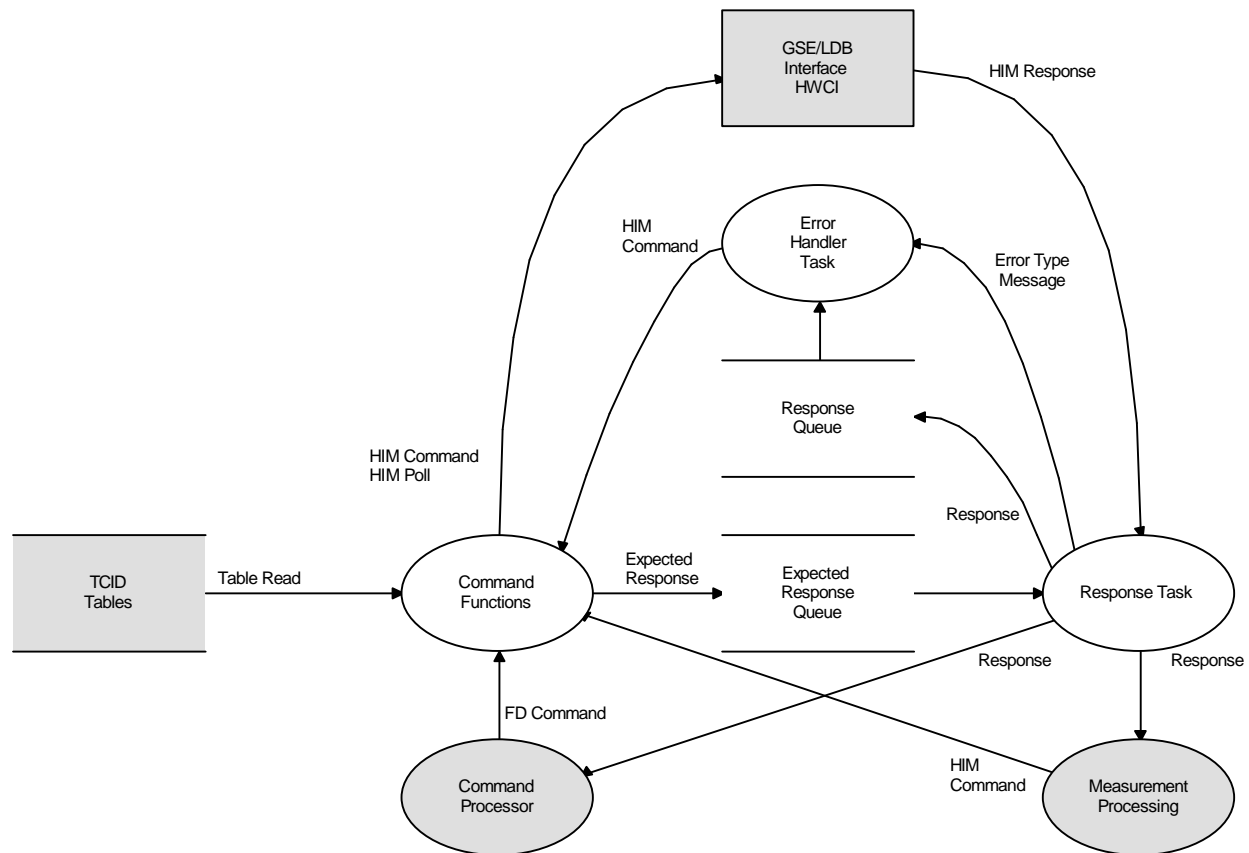 GSE/LDB
Interface
HWCI
HIM Response
HIM
Command
Error
Handler
Task
Error Type
Message
Response
Queue
HIM Command
HIM Poll
Response
TCID
Tables
Table Read
Command
Functions
Expected
Response
Expected
Response
Queue
Response Task
Response
Response
FD Command
Command
Processor
HIM
Command
Measurement
Processing